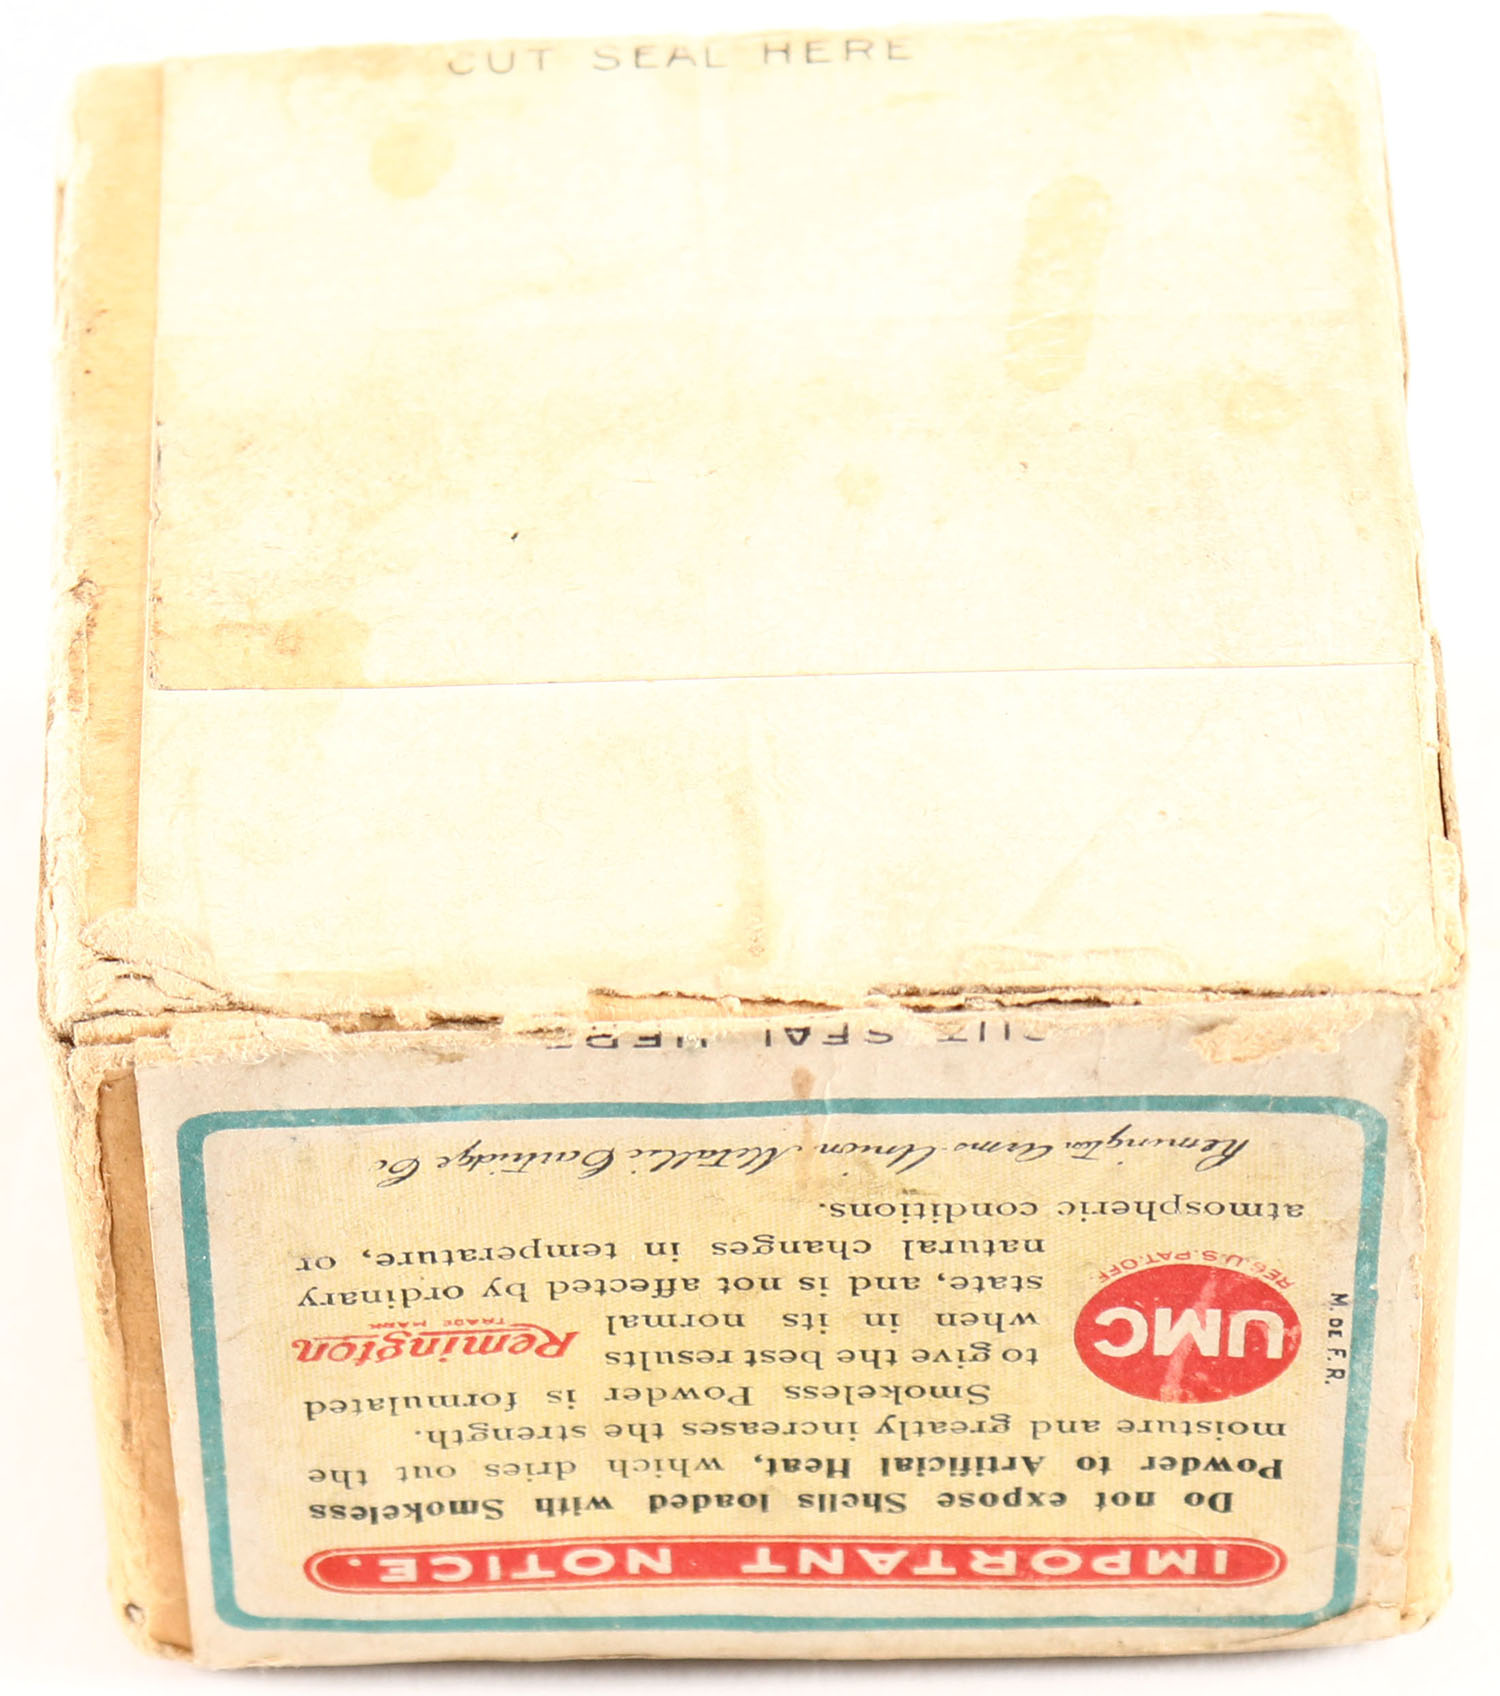 CUT SEAL HERE
CUT SEAL HERE
IMPORTANT NOTICE.
Do not expose Shells loaded with Smokeless
Powder to Artificial Heat, which dries out the
moisture and greatly increases the strength.
Smokeless Powder is formulated
to give the best results
when in its normal
state, and is not affected by ordinary
natural changes in temperature, or
atmospheric conditions.
Remington Arms-Union Metallic Cartridge Co
UMC
REG. U.S. PAT. OFF.
Remington
TRADE MARK
M. DE F. R.